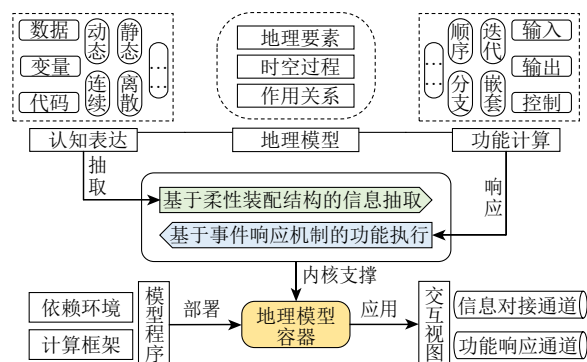 数据
变量
代码
动态
静态
连续
离散
……
地理要素
时空过程
作用关系
……
顺序
迭代
分支
嵌套
输入
输出
控制
认知表达
地理模型
功能计算
抽取
响应
基于柔性装配结构的信息抽取
基于事件响应机制的功能执行
内核支撑
依赖环境
计算框架
模型程序
部署
地理模型
容器
应用
交互视图
信息对接通道
功能响应通道